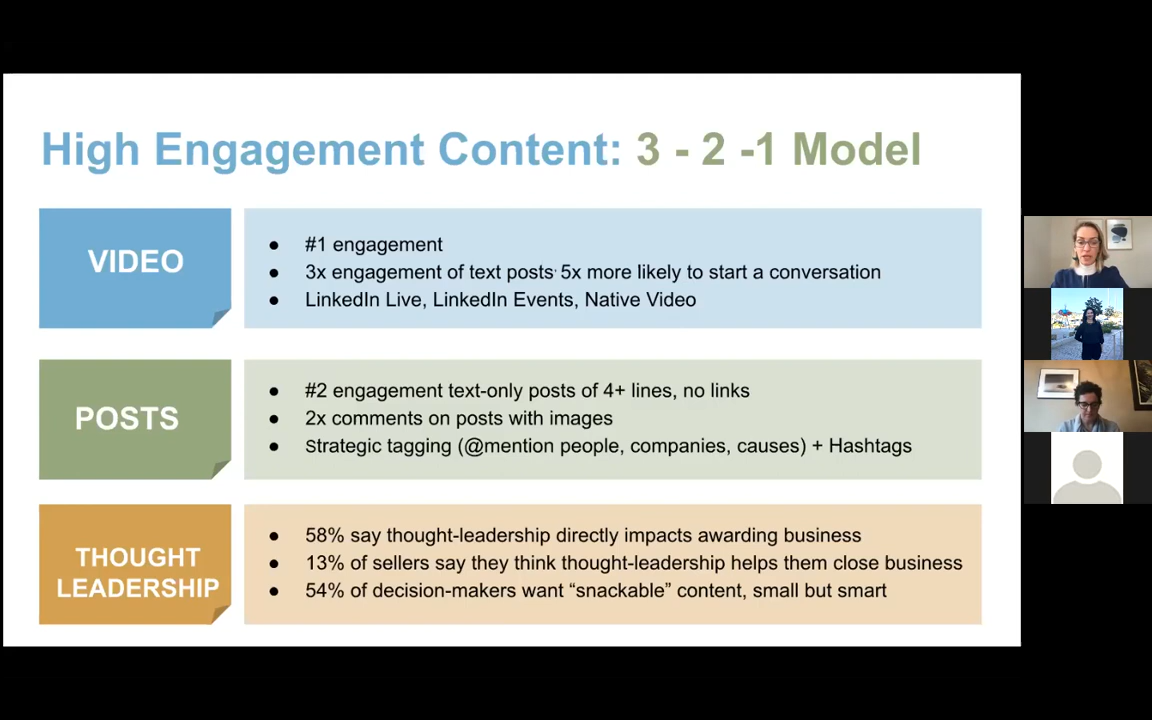 High Engagement Content: 3 - 2 -1 Model
VIDEO
● #1 engagement
● 3x engagement of text posts· 5x more likely to start a conversation
● LinkedIn Live, LinkedIn Events, Native Video
POSTS
● #2 engagement text-only posts of 4+ lines, no links
● 2x comments on posts with images
● Strategic tagging (@mention people, companies, causes) + Hashtags
THOUGHT
LEADERSHIP
● 58% say thought-leadership directly impacts awarding business
● 13% of sellers say they think thought-leadership helps them close business
● 54% of decision-makers want “snackable” content, small but smart